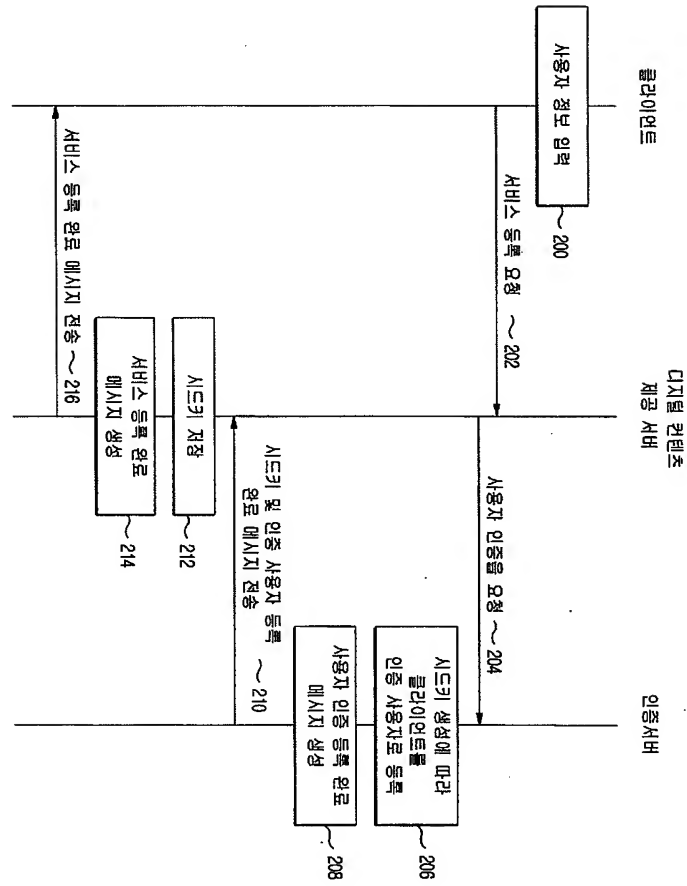 클라이언트
디지털 컨텐츠
제공 서버
인증서버
사용자 정보 입력
200
서비스 등록 요청 ~202
사용자 인증을 요청 ~204
시드키 생성에 따라
클라이언트를
인증 사용자로 등록
206
사용자 인증 등록 완료
메시지 생성
208
시드키 및 인증 사용자 등록
완료 메시지 전송 ~210
시드키 저장
212
서비스 등록 완료
메시지 생성
214
서비스 등록 완료 메시지 전송 ~216